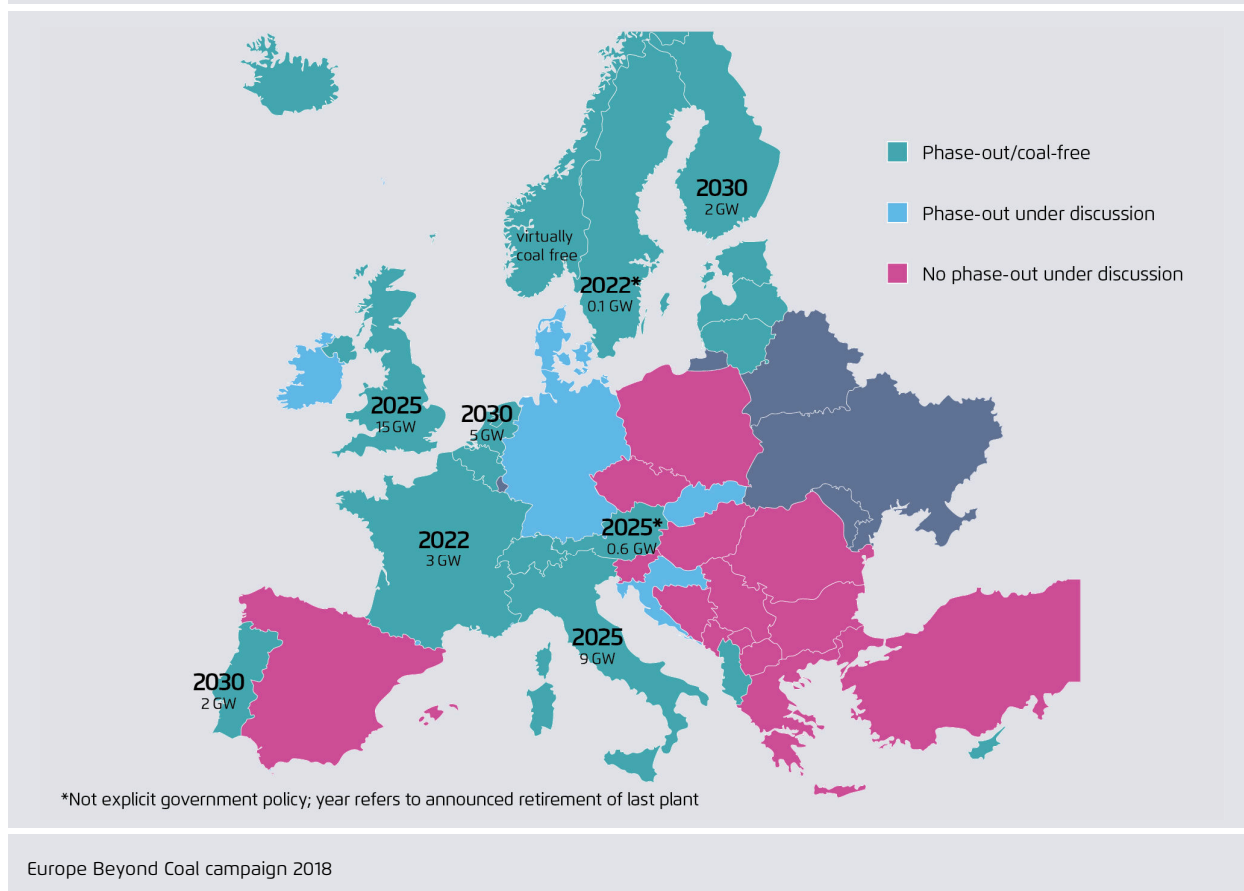 Phase-out/coal-free
2030
2 GW
Phase-out under discussion
virtually
coal free
No phase-out under discussion
2022*
0.1 GW
2025
15 GW
2030
5 GW
2025*
0.6 GW
2022
3 GW
2025
9 GW
2030
2 GW
*Not explicit government policy; year refers to announced retirement of last plant
Europe Beyond Coal campaign 2018